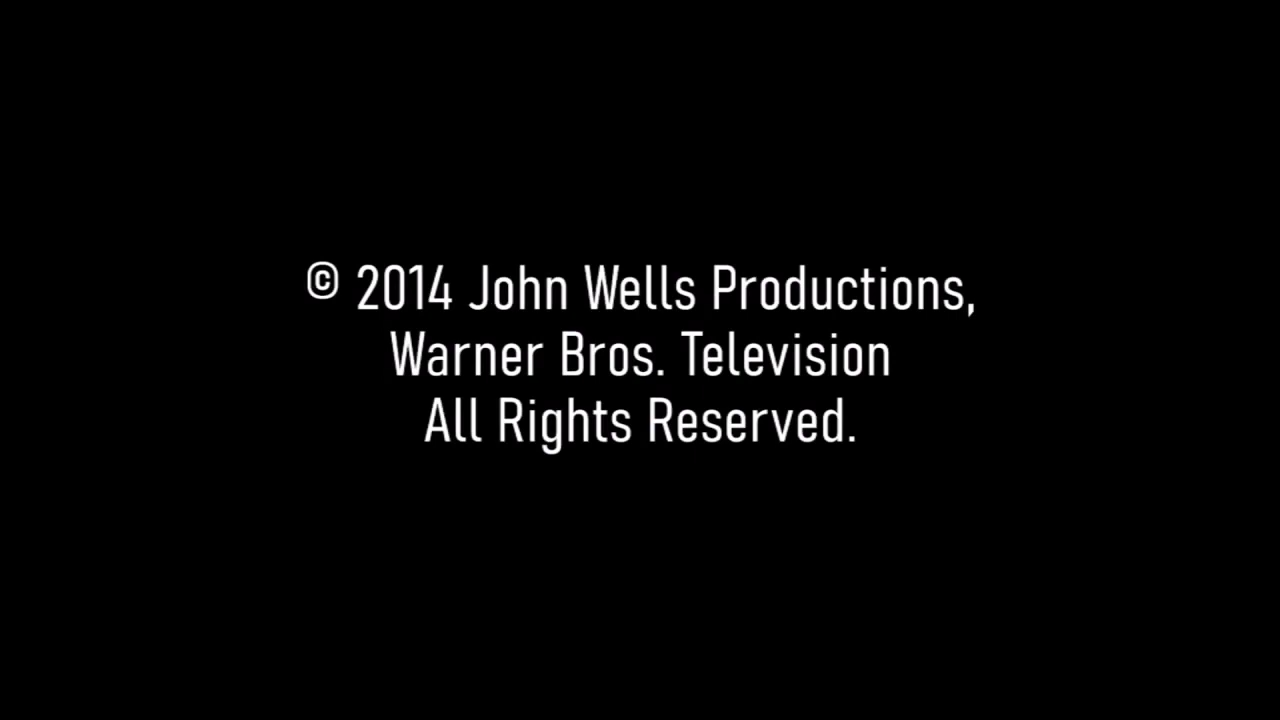 © 2014 John Wells Productions,
Warner Bros. Television
All Rights Reserved.